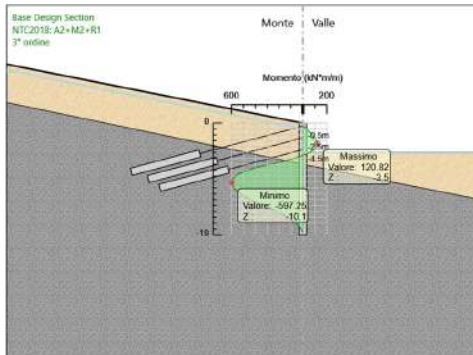 Base Design Section
NTC2018: A2+M2+R1
3° ordine
Monte
Valle
Momento (kN*m/m)
600
200
0
-0.5m
-4.5m
Massimo
Valore: 120.82
Z : -3.5
Minimo
Valore: -597.25
Z : -10.1
-19